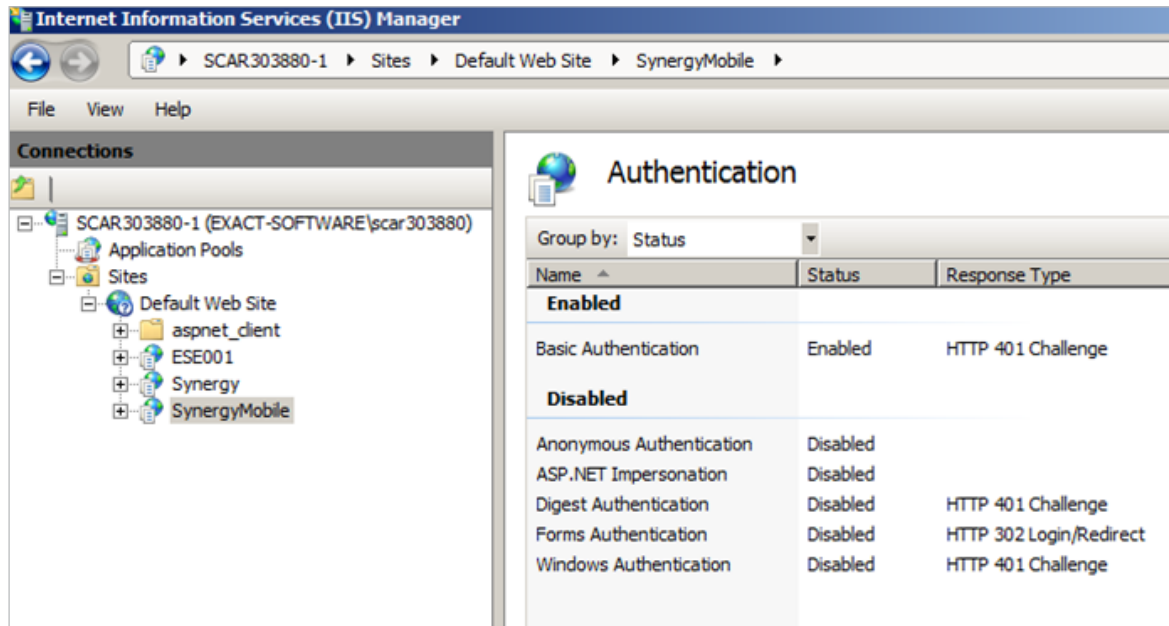 Internet Information Services (IIS) Manager
SCAR303880-1 Sites Default Web Site SynergyMobile
File View Help
Connections
SCAR303880-1 (EXACT-SOFTWARE\scar303880)
Application Pools
Sites
Default Web Site
aspnet_client
ESE001
Synergy
SynergyMobile
Authentication
Group by: Status
Name Status Response Type
Enabled
Basic Authentication Enabled HTTP 401 Challenge
Disabled
Anonymous Authentication Disabled
ASP.NET Impersonation Disabled
Digest Authentication Disabled HTTP 401 Challenge
Forms Authentication Disabled HTTP 302 Login/Redirect
Windows Authentication Disabled HTTP 401 Challenge